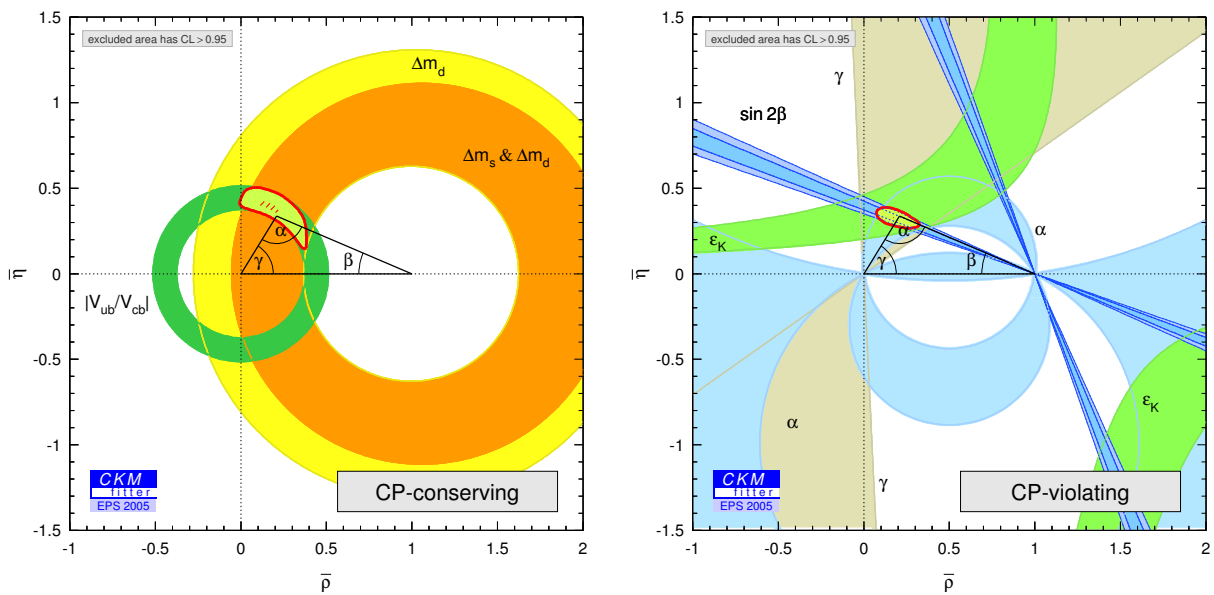 excluded area has CL > 0.95
Δm_d
Δm_s & Δm_d
|V_ub/V_cb|
α
γ
β
CKM
fitter
EPS 2005
CP-conserving
1.5
1
0.5
0
-0.5
-1
-1.5
-1
-0.5
0
0.5
1
1.5
2
η̅
ρ̅
excluded area has CL > 0.95
γ
sin 2β
α
ε_K
α
γ
β
α
ε_K
γ
CKM
fitter
EPS 2005
CP-violating
1.5
1
0.5
0
-0.5
-1
-1.5
-1
-0.5
0
0.5
1
1.5
2
η̅
ρ̅